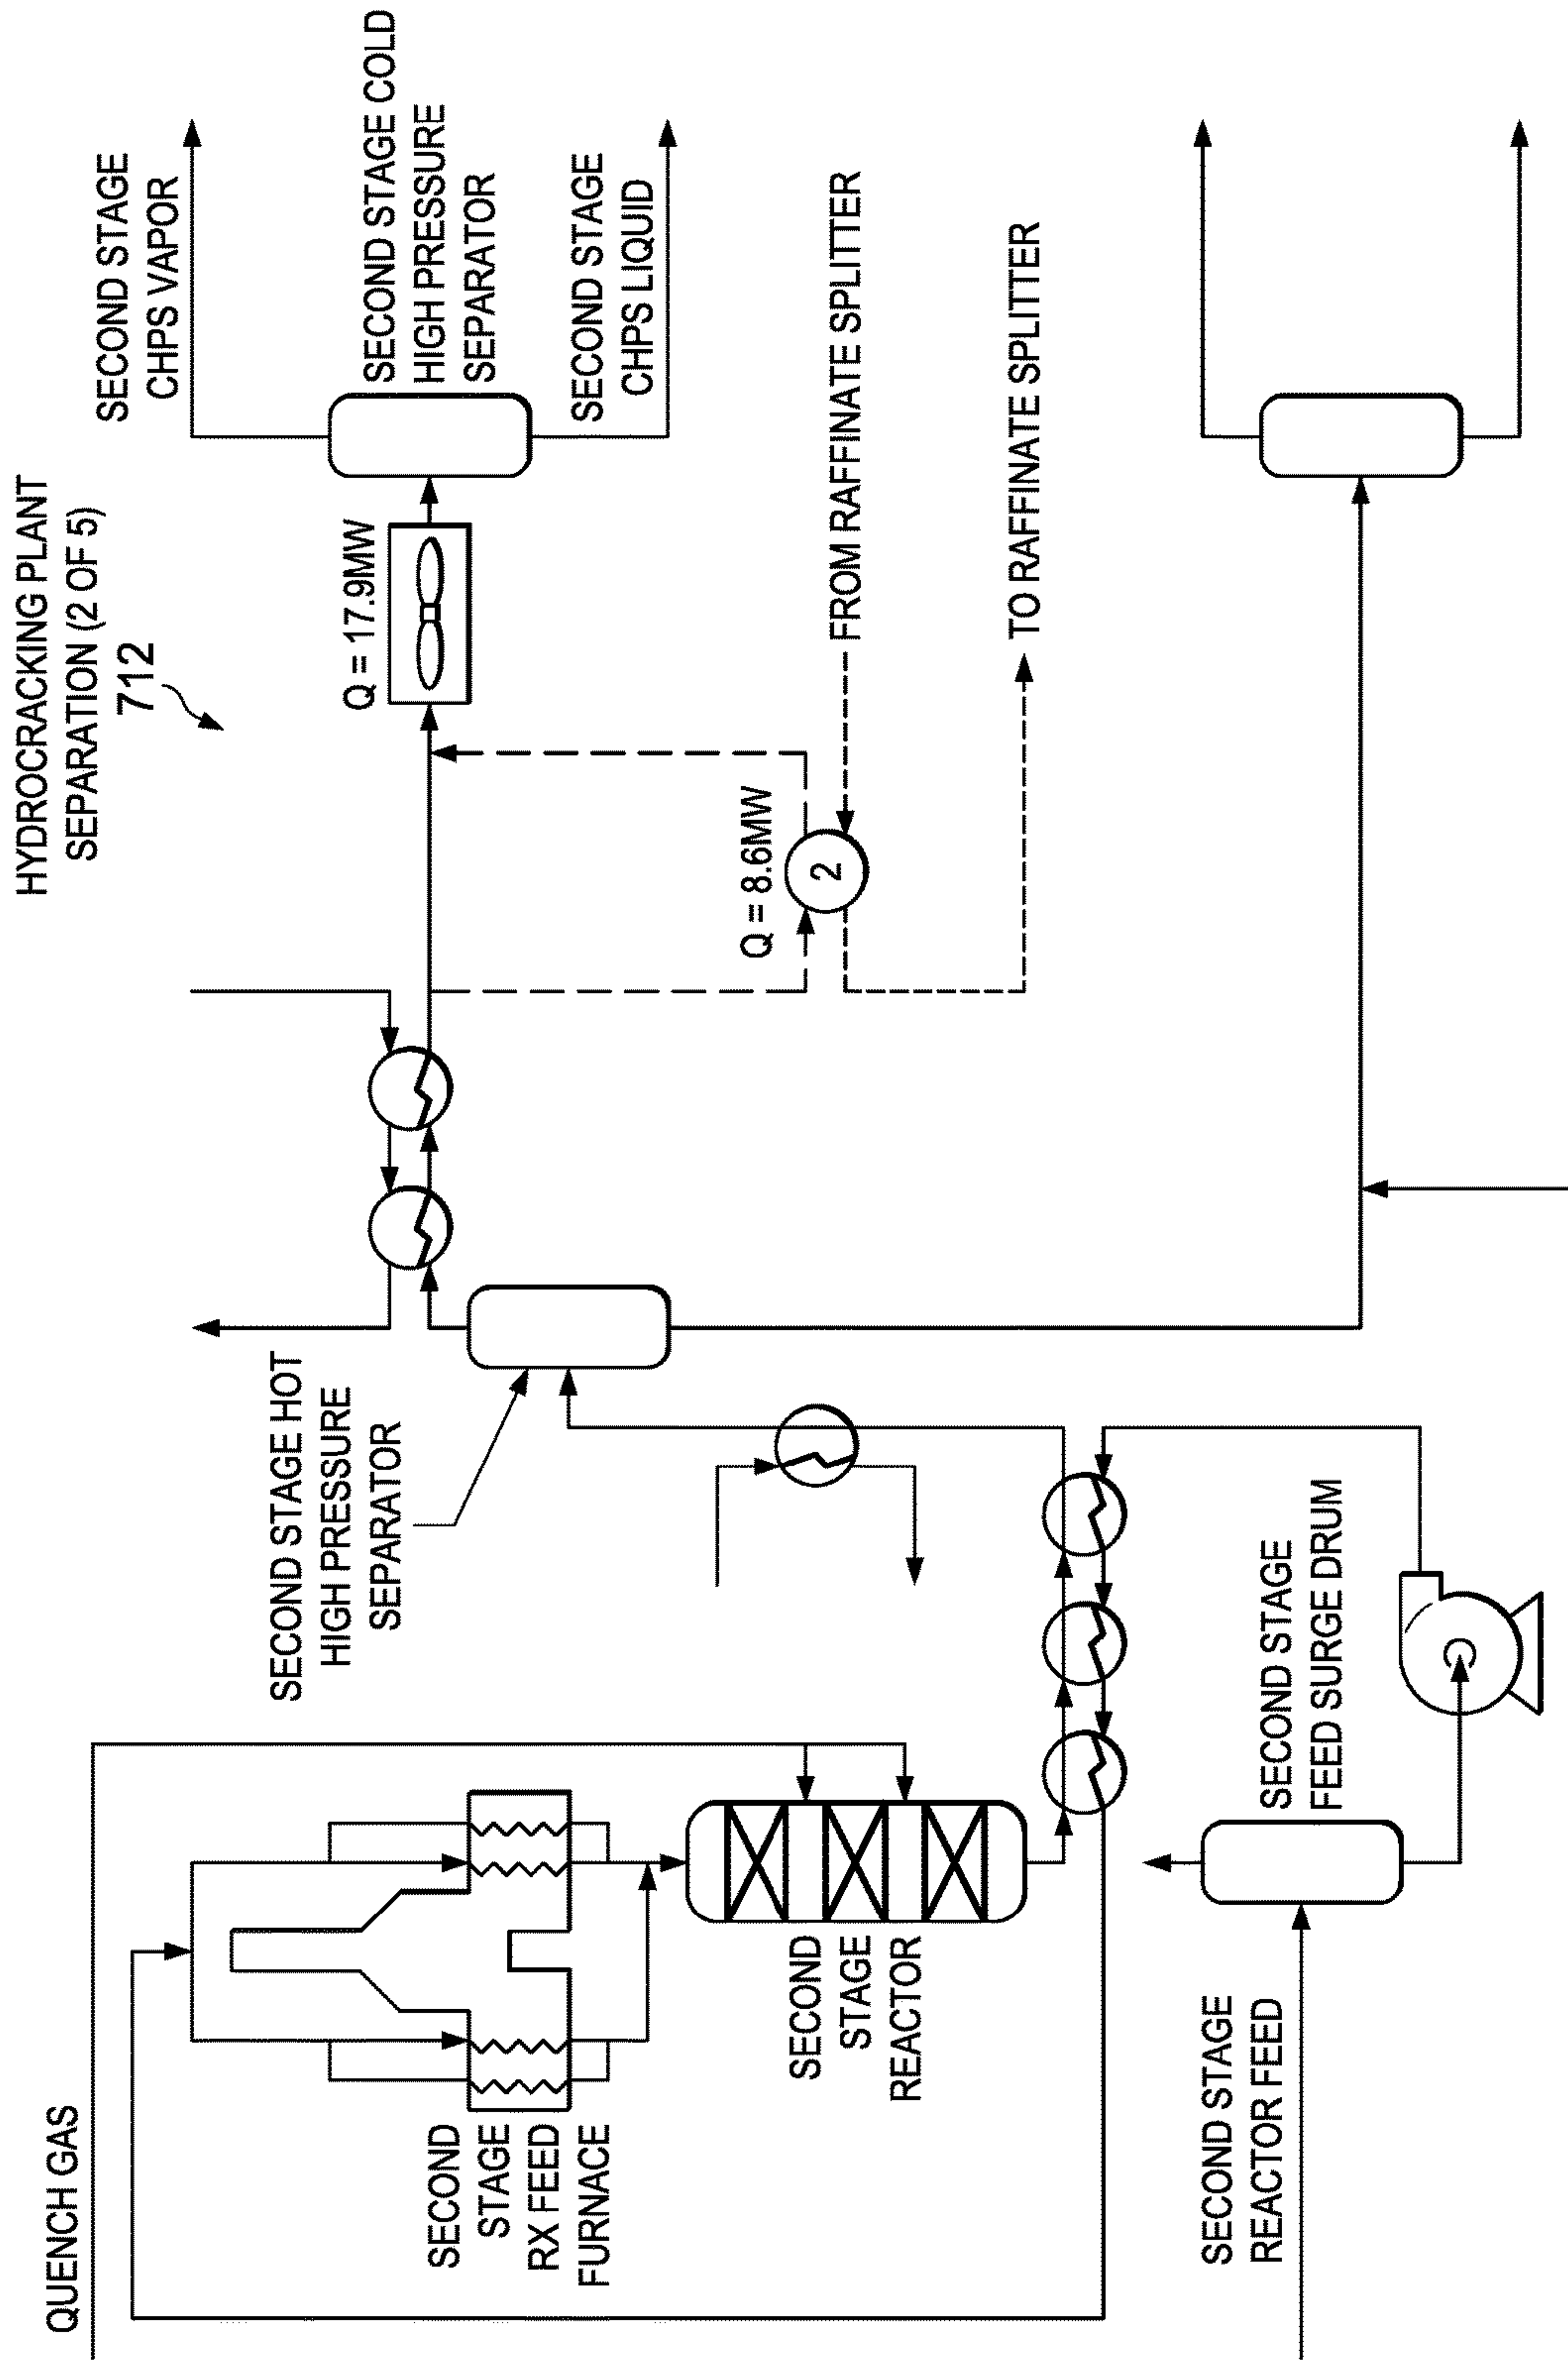 HYDROCRACKING PLANT
SEPARATION (2 OF 5)
712
QUENCH GAS
SECOND
STAGE
RX FEED
FURNACE
SECOND
STAGE
REACTOR
SECOND STAGE
REACTOR FEED
SECOND STAGE
FEED SURGE DRUM
SECOND STAGE HOT
HIGH PRESSURE
SEPARATOR
Q = 8.6MW
2
FROM RAFFINATE SPLITTER
TO RAFFINATE SPLITTER
Q = 17.9MW
SECOND STAGE
CHPS VAPOR
SECOND STAGE COLD
HIGH PRESSURE
SEPARATOR
SECOND STAGE
CHPS LIQUID